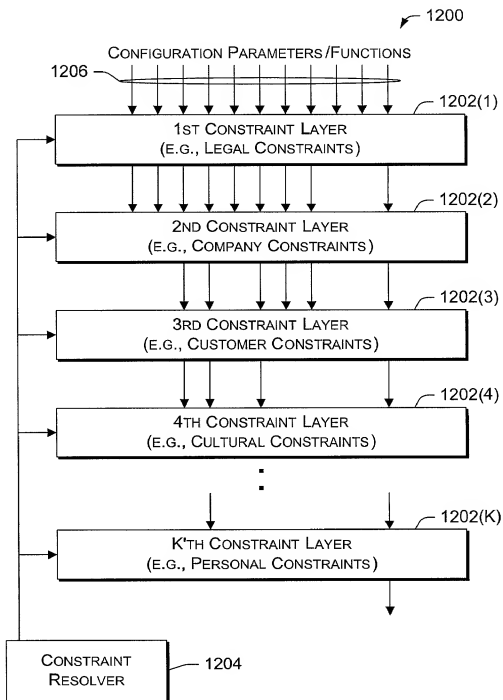 1200
CONFIGURATION PARAMETERS/FUNCTIONS
1206
1202(1)
1ST CONSTRAINT LAYER
(E.G., LEGAL CONSTRAINTS)
1202(2)
2ND CONSTRAINT LAYER
(E.G., COMPANY CONSTRAINTS)
1202(3)
3RD CONSTRAINT LAYER
(E.G., CUSTOMER CONSTRAINTS)
1202(4)
4TH CONSTRAINT LAYER
(E.G., CULTURAL CONSTRAINTS)
1202(K)
K'TH CONSTRAINT LAYER
(E.G., PERSONAL CONSTRAINTS)
CONSTRAINT
RESOLVER
1204